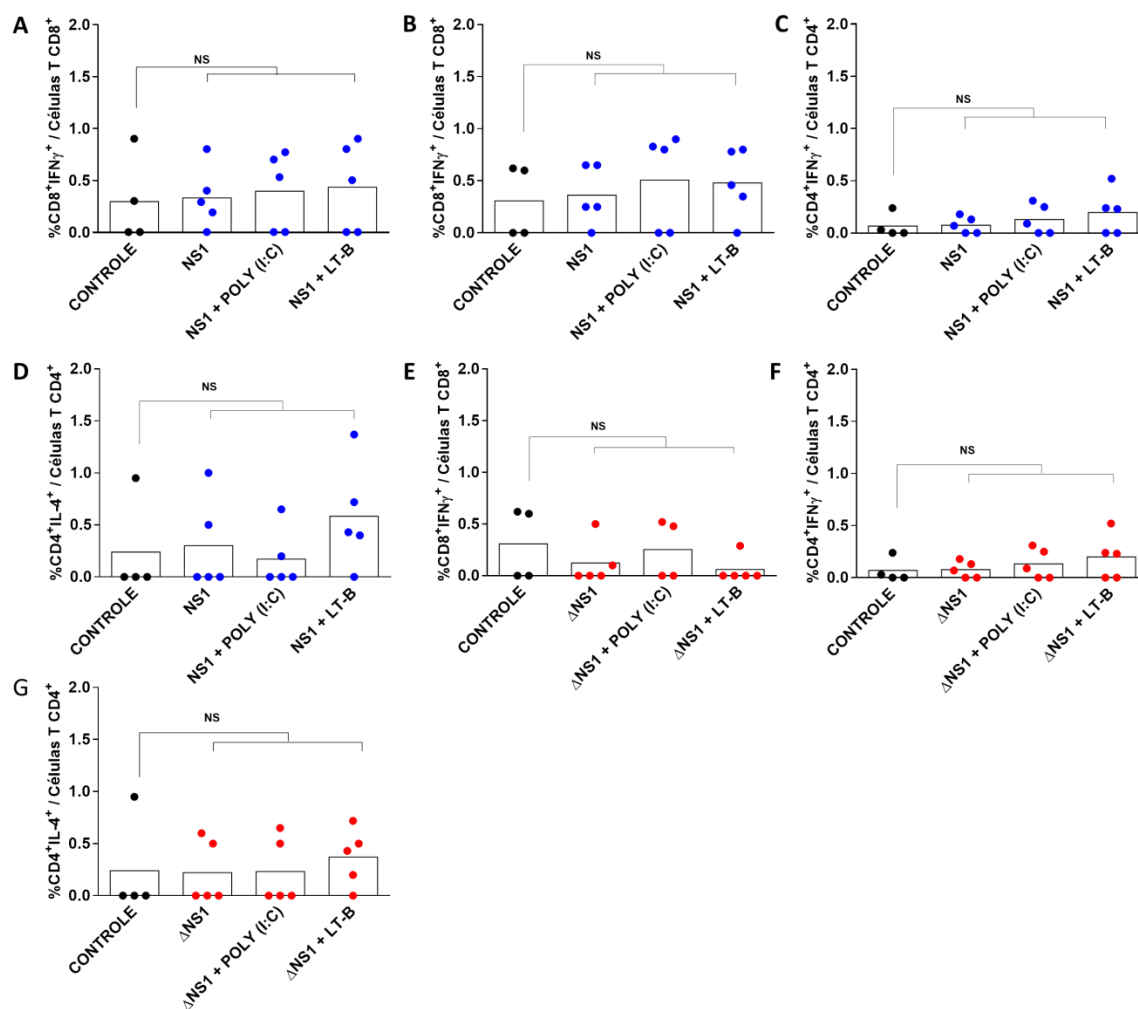 A
%CD8⁺IFNγ⁺ / Células T CD8⁺
2.0
1.5
1.0
0.5
0.0
NS
CONTROLE
NS1
NS1 + POLY (I:C)
NS1 + LT-B
B
%CD8⁺IFNγ⁺ / Células T CD8⁺
2.0
1.5
1.0
0.5
0.0
NS
CONTROLE
NS1
NS1 + POLY (I:C)
NS1 + LT-B
C
%CD4⁺IFNγ⁺ / Células T CD4⁺
2.0
1.5
1.0
0.5
0.0
NS
CONTROLE
NS1
NS1 + POLY (I:C)
NS1 + LT-B
D
%CD4⁺IL-4⁺ / Células T CD4⁺
2.0
1.5
1.0
0.5
0.0
NS
CONTROLE
NS1
NS1 + POLY (I:C)
NS1 + LT-B
E
%CD8⁺IFNγ⁺ / Células T CD8⁺
2.0
1.5
1.0
0.5
0.0
NS
CONTROLE
ΔNS1
ΔNS1 + POLY (I:C)
ΔNS1 + LT-B
F
%CD4⁺IFNγ⁺ / Células T CD4⁺
2.0
1.5
1.0
0.5
0.0
NS
CONTROLE
ΔNS1
ΔNS1 + POLY (I:C)
ΔNS1 + LT-B
G
%CD4⁺IL-4⁺ / Células T CD4⁺
2.0
1.5
1.0
0.5
0.0
NS
CONTROLE
ΔNS1
ΔNS1 + POLY (I:C)
ΔNS1 + LT-B